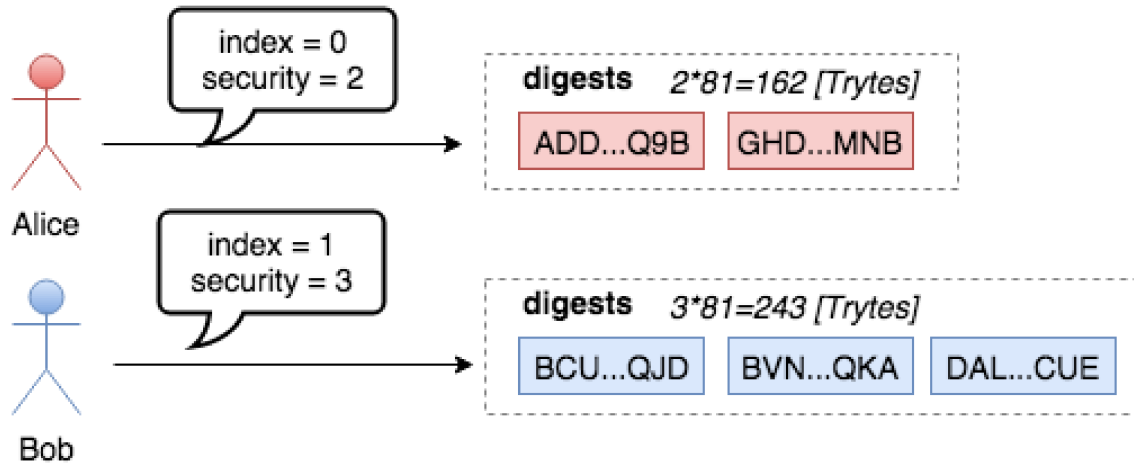 index = 0
security = 2
digests 2*81=162 [Trytes]
ADD...Q9B GHD...MNB
Alice
index = 1
security = 3
digests 3*81=243 [Trytes]
BCU...QJD BVN...QKA DAL...CUE
Bob